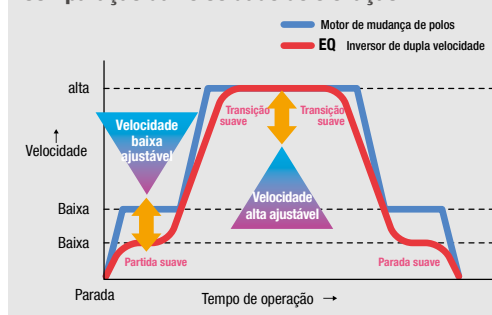 Motor de mudança de polos
EQ Inversor de dupla velocidade
alta
Transição suave
Transição suave
Velocidade baixa ajustável
↑
Velocidade
Velocidade alta ajustável
Baixa
Baixa
Partida suave
Parada suave
Parada
Tempo de operação →